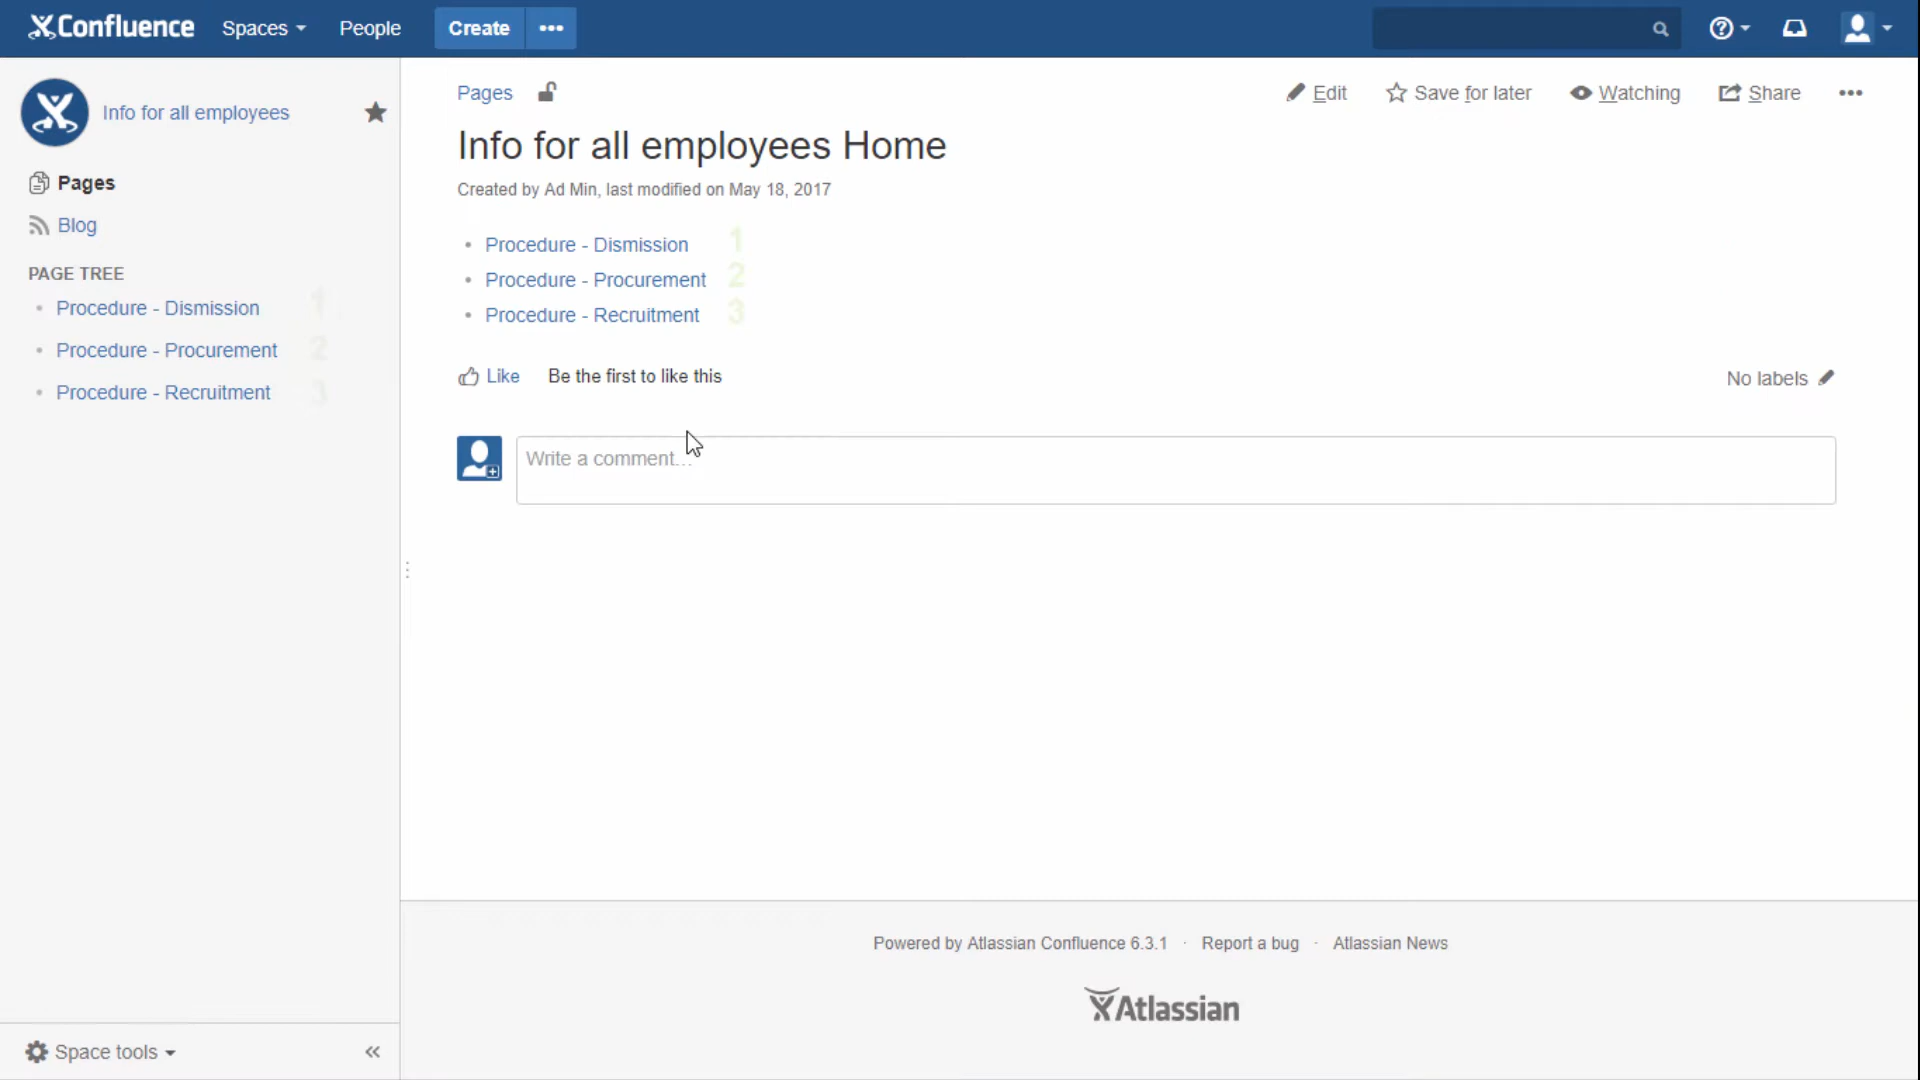 Confluence Spaces People Create •••
Info for all employees
Pages
Blog
PAGE TREE
• Procedure - Dismission 1
• Procedure - Procurement 2
• Procedure - Recruitment 3
Space tools «
Pages
Edit Save for later Watching Share •••
Info for all employees Home
Created by Ad Min, last modified on May 18, 2017
• Procedure - Dismission 1
• Procedure - Procurement 2
• Procedure - Recruitment 3
Like Be the first to like this
No labels
Write a comment...
Powered by Atlassian Confluence 6.3.1 · Report a bug · Atlassian News
Atlassian